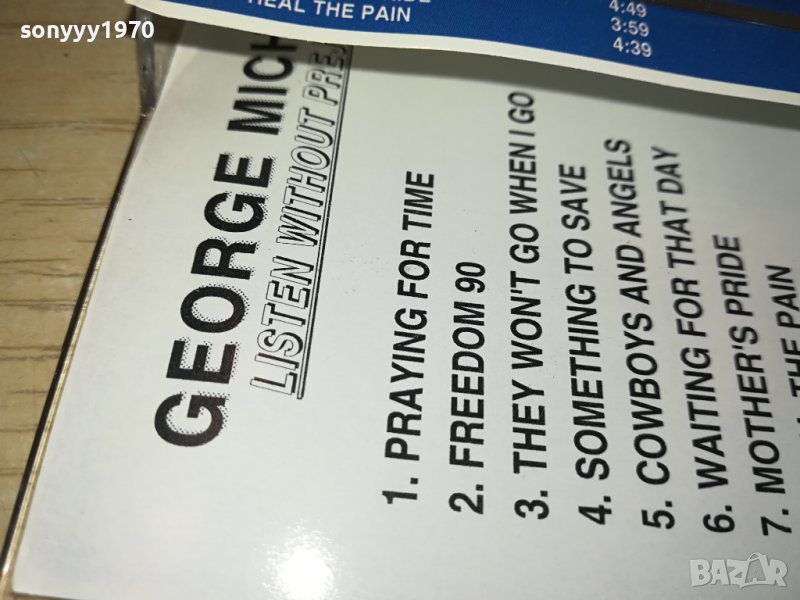 sonyyy1970
HEAL THE PAIN
4:49
3:59
4:39
GEORGE MICH
LISTEN WITHOUT PREJ
1. PRAYING FOR TIME
2. FREEDOM 90
3. THEY WON'T GO WHEN I GO
4. SOMETHING TO SAVE
5. COWBOYS AND ANGELS
6. WAITING FOR THAT DAY
7. MOTHER'S PRIDE
THE PAIN
BAZAR